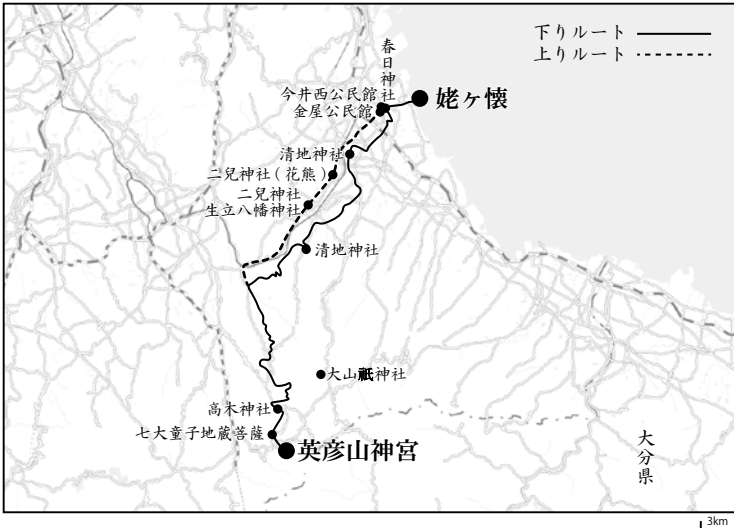 下りルート
上りルート
春日神社
今井西公民館
金屋公民館
姥ヶ懐
清地神社
二兒神社(花熊)
二兒神社
生立八幡神社
清地神社
大山祇神社
高木神社
七大童子地蔵菩薩
英彦山神宮
大分県
3km